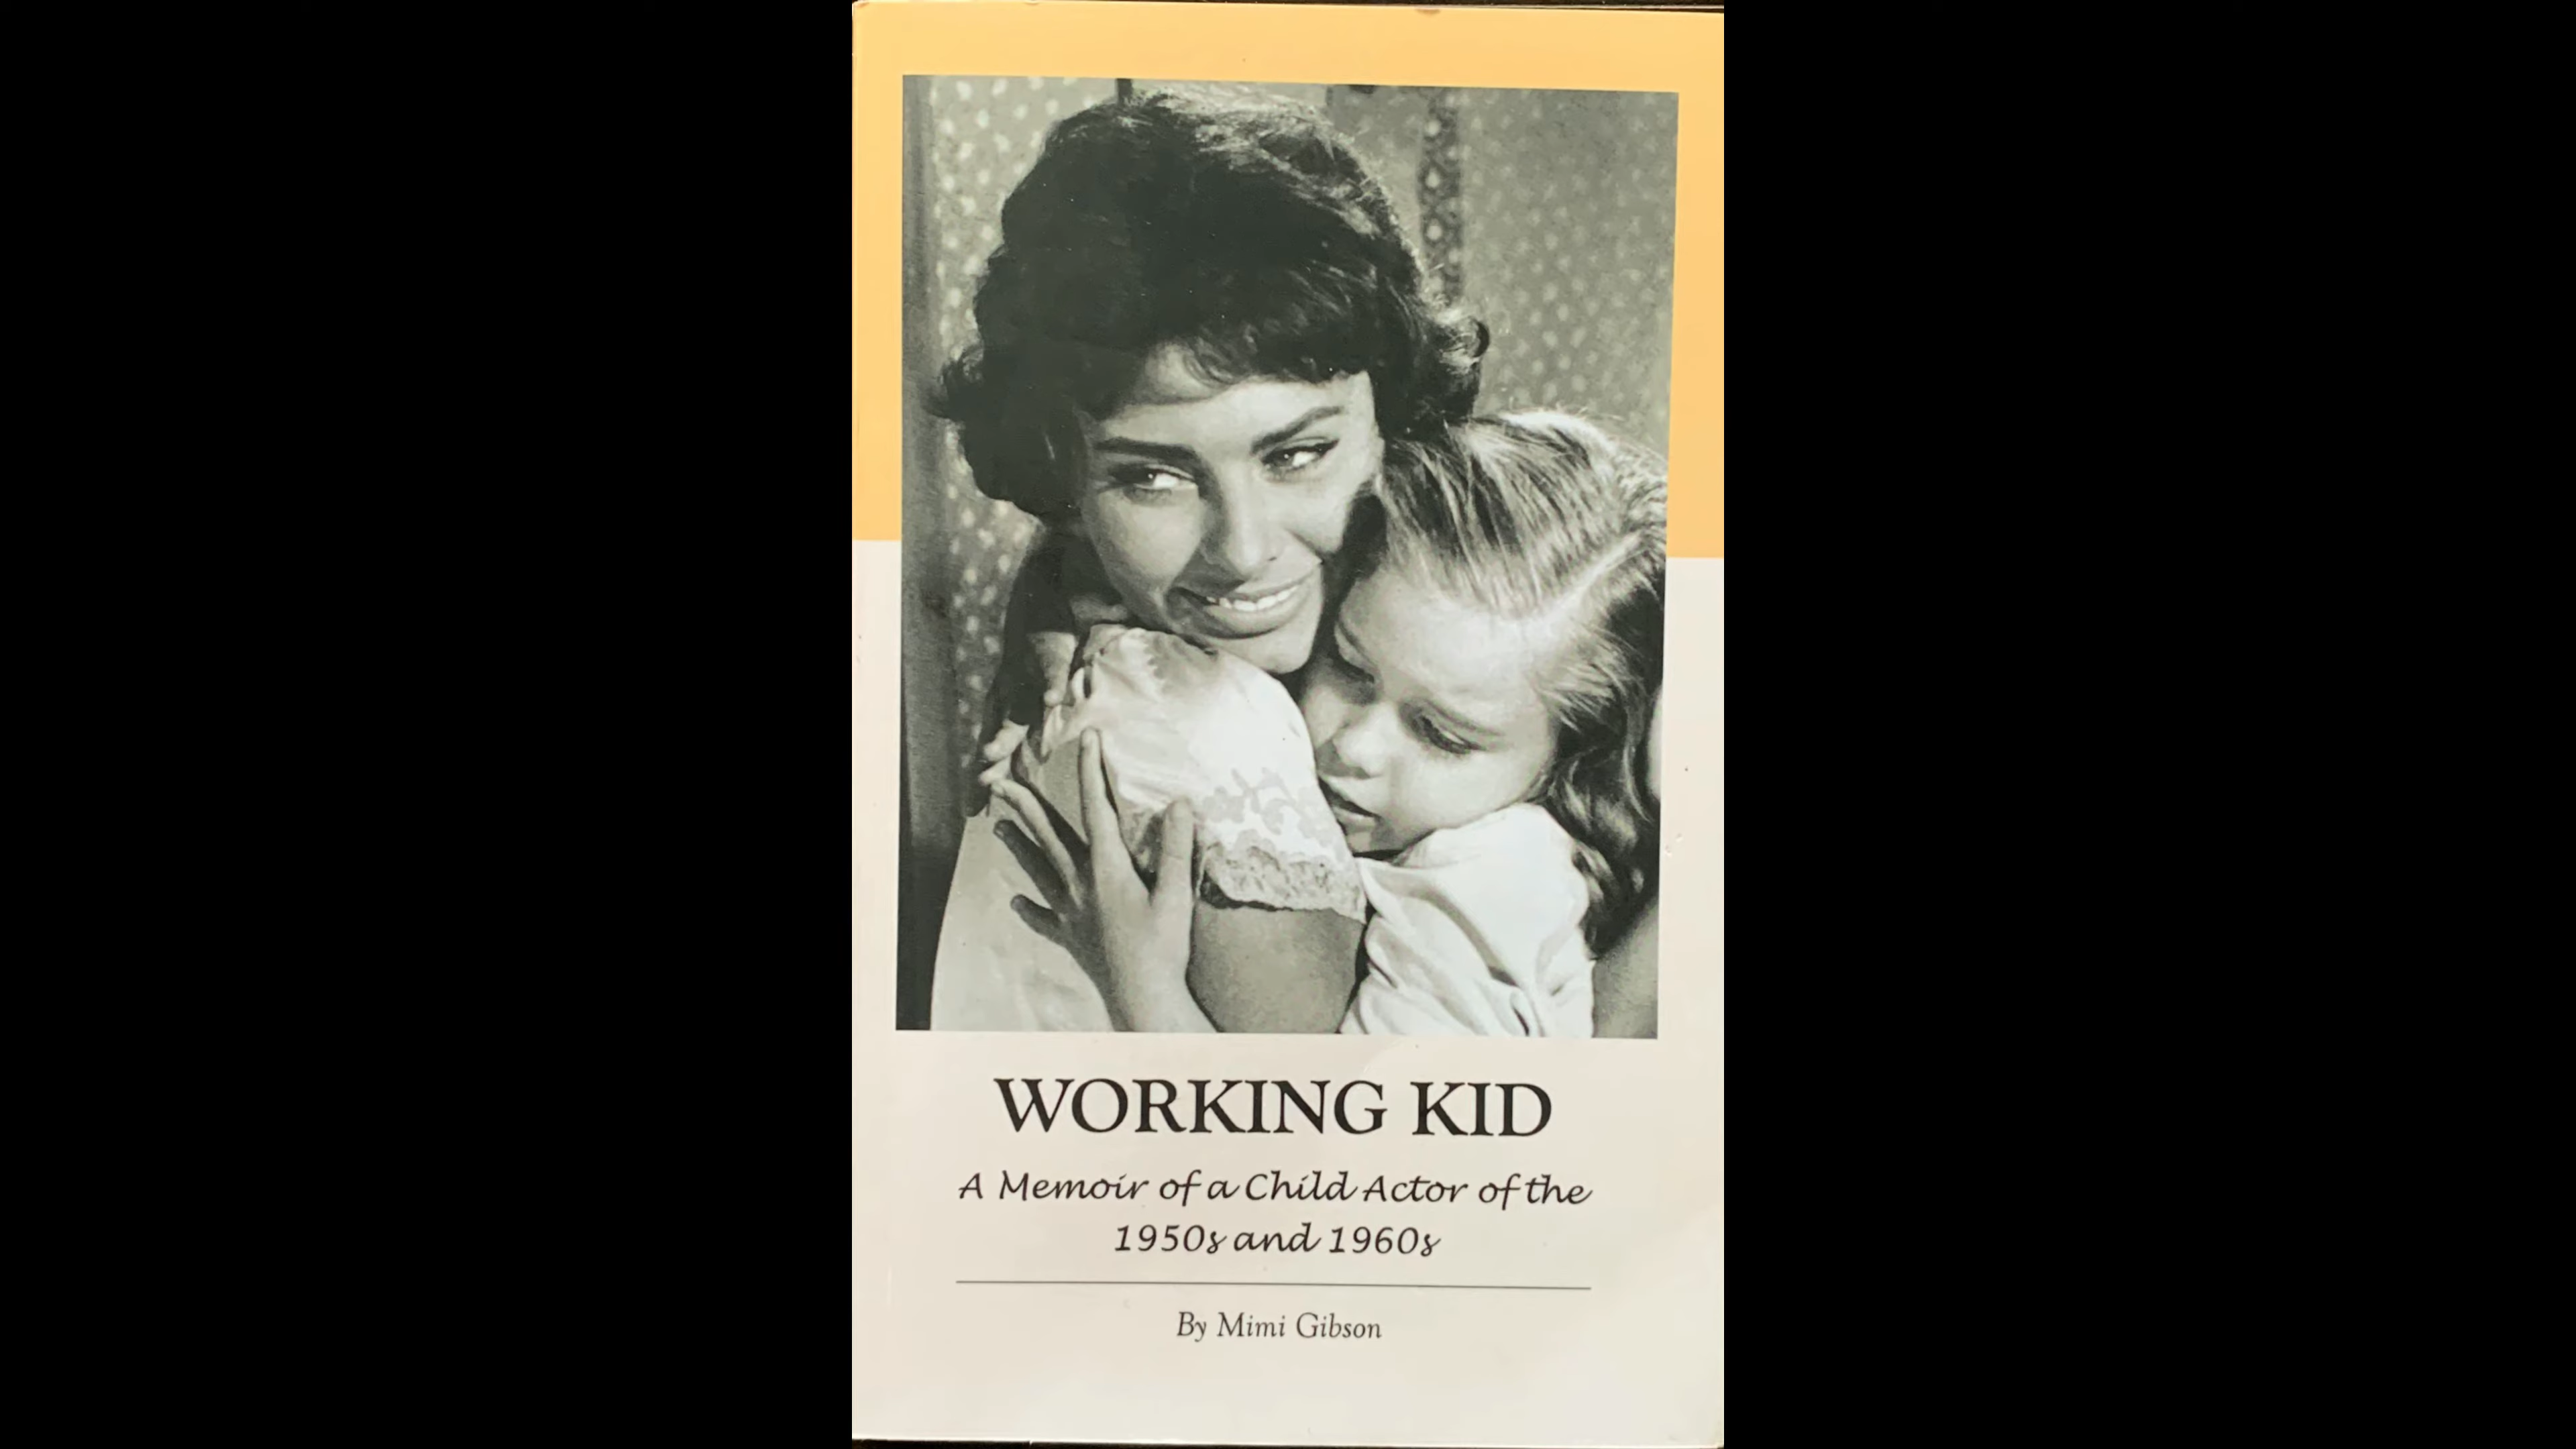 WORKING KID
A Memoir of a Child Actor of the
1950s and 1960s
By Mimi Gibson